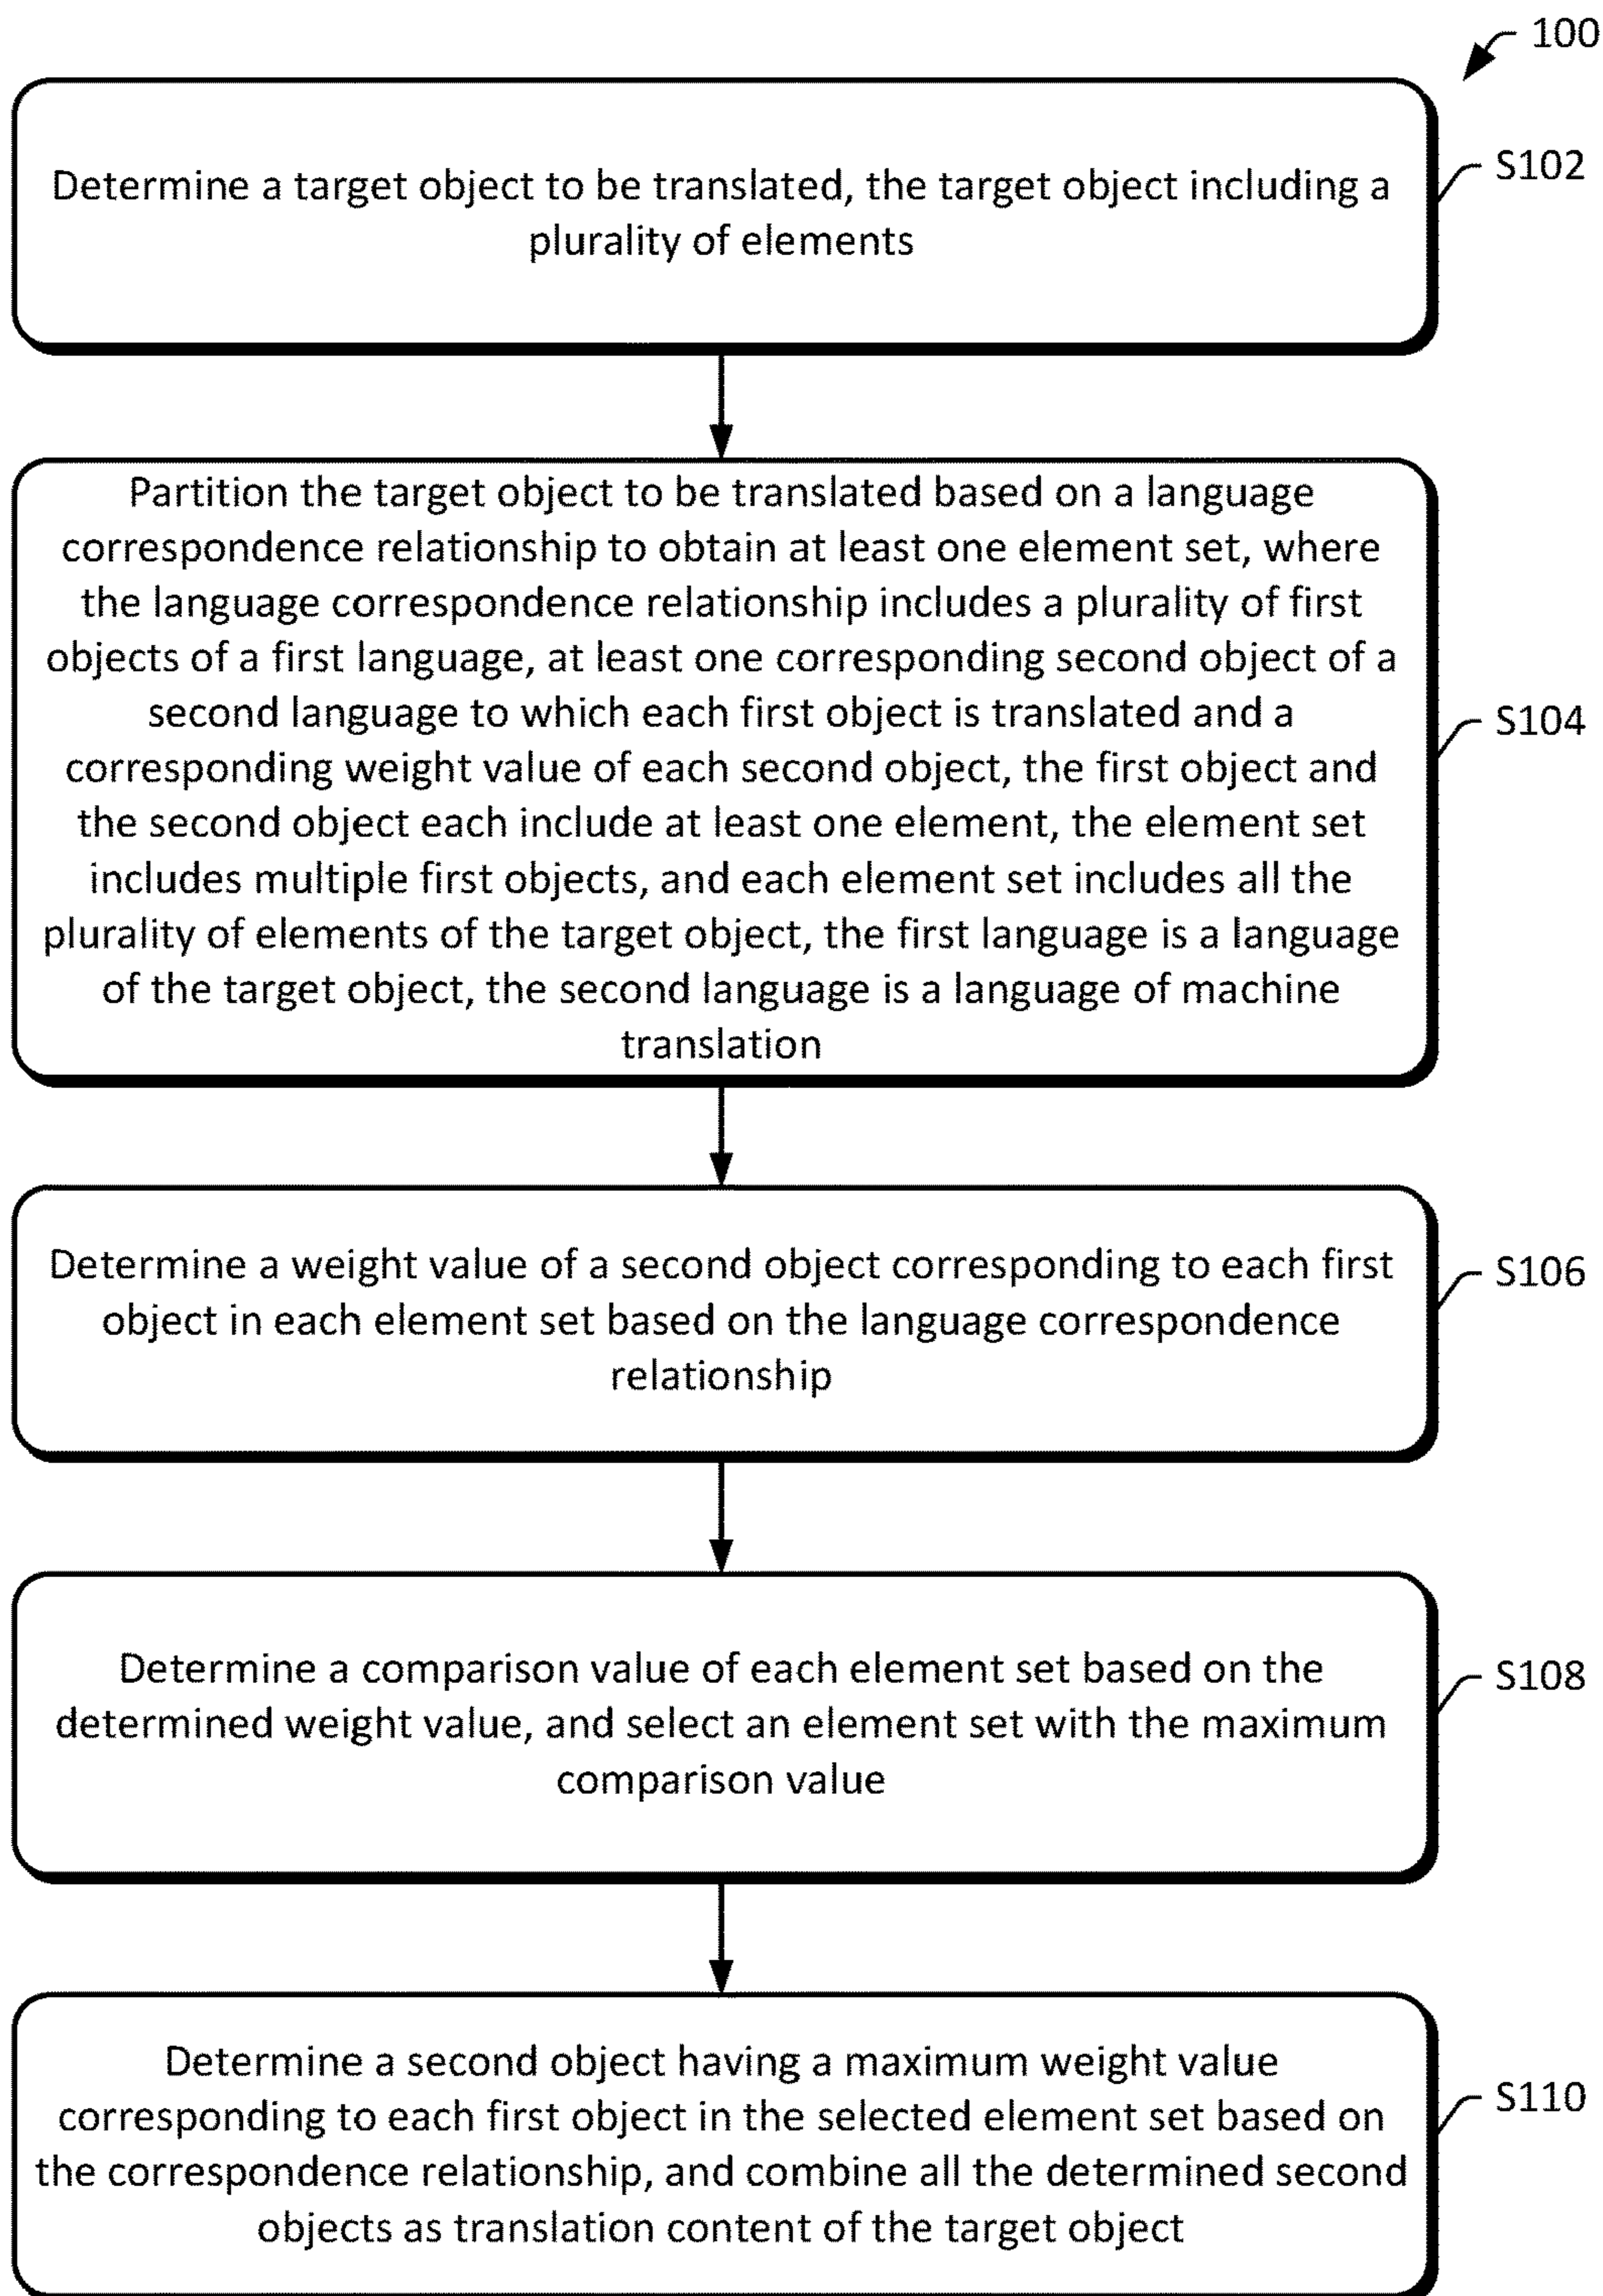 100
Determine a target object to be translated, the target object including a
plurality of elements
S102
Partition the target object to be translated based on a language
correspondence relationship to obtain at least one element set, where
the language correspondence relationship includes a plurality of first
objects of a first language, at least one corresponding second object of a
second language to which each first object is translated and a
corresponding weight value of each second object, the first object and
the second object each include at least one element, the element set
includes multiple first objects, and each element set includes all the
plurality of elements of the target object, the first language is a language
of the target object, the second language is a language of machine
translation
S104
Determine a weight value of a second object corresponding to each first
object in each element set based on the language correspondence
relationship
S106
Determine a comparison value of each element set based on the
determined weight value, and select an element set with the maximum
comparison value
S108
Determine a second object having a maximum weight value
corresponding to each first object in the selected element set based on
the correspondence relationship, and combine all the determined second
objects as translation content of the target object
S110